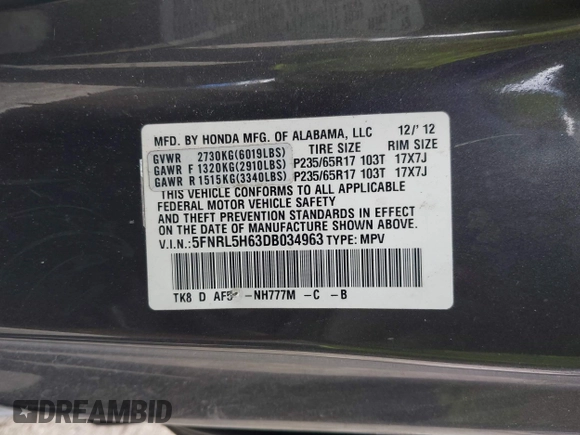 MFD. BY HONDA MFG. OF ALABAMA, LLC 12/'12
TIRE SIZE RIM SIZE
GVWR 2730KG(6019LBS)
GAWR F 1320KG(2910LBS) P235/65R17 103T 17X7J
GAWR R 1515KG(3340LBS) P235/65R17 103T 17X7J
THIS VEHICLE CONFORMS TO ALL APPLICABLE
FEDERAL MOTOR VEHICLE SAFETY
AND THEFT PREVENTION STANDARDS IN EFFECT
ON DATE OF MANUFACTURE SHOWN ABOVE.
V.I.N.:5FNRL5H63DB034963 TYPE: MPV
TK8 D -NH777M -C -B
DREAMBID